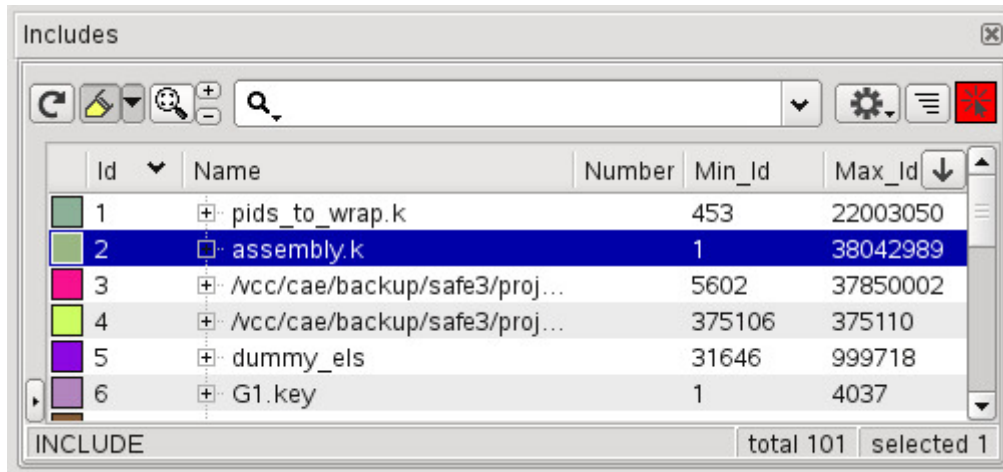 Includes
Id Name Number Min_Id Max_Id
1 pids_to_wrap.k 453 22003050
2 assembly.k 1 38042989
3 /vcc/cae/backup/safe3/proj... 5602 37850002
4 /vcc/cae/backup/safe3/proj... 375106 375110
5 dummy_els 31646 999718
6 G1.key 1 4037
INCLUDE total 101 selected 1